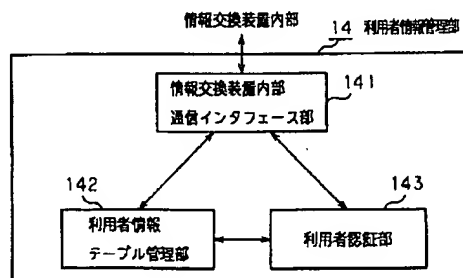 情報交換装置内部
14 利用者情報管理部
情報交換装置内部
通信インタフェース部
141
142
利用者情報
テーブル管理部
143
利用者認証部